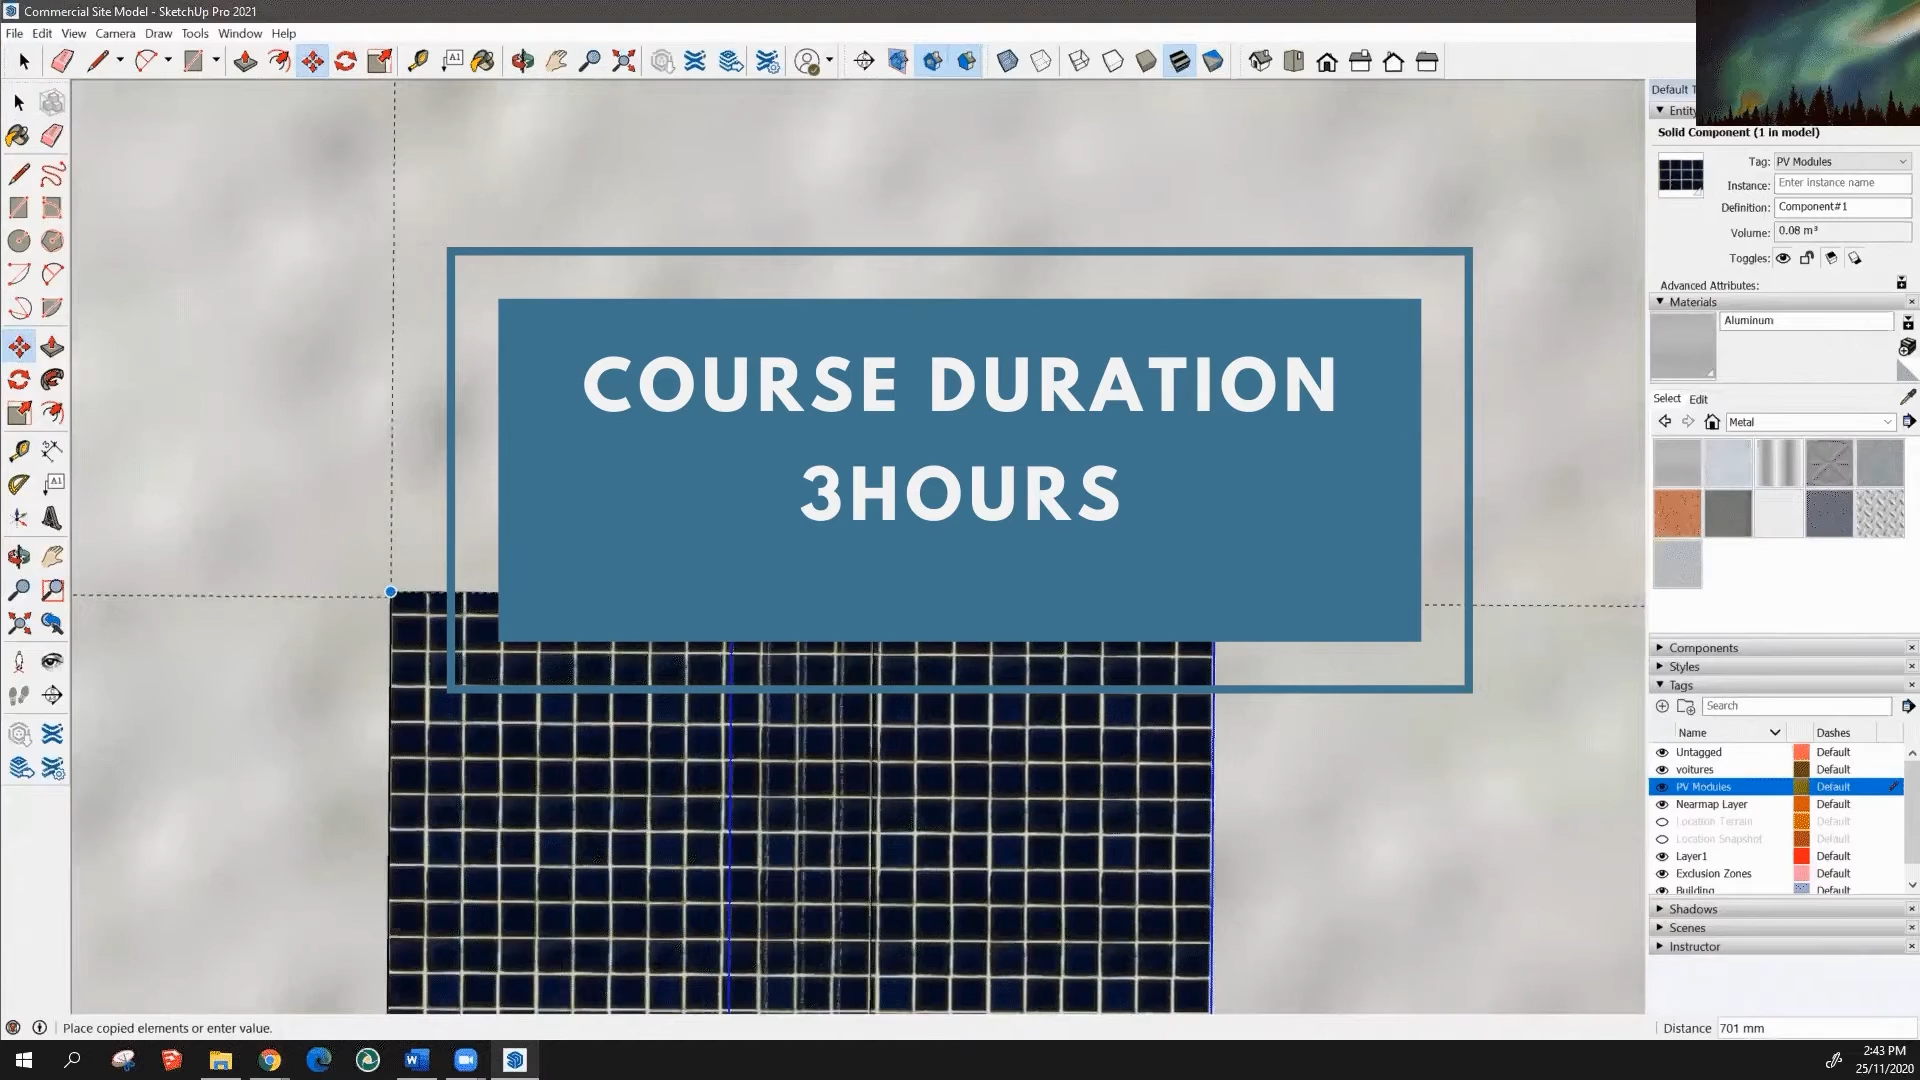 Commercial Site Model - SketchUp Pro 2021
File Edit View Camera Draw Tools Window Help
Default T
Entity
Solid Component (1 in model)
Tag: PV Modules
Instance: Enter instance name
Definition: Component#1
Volume: 0.08 m³
Toggles:
Advanced Attributes:
Materials
Aluminum
Select Edit
Metal
COURSE DURATION
3HOURS
Components
Styles
Tags
Search
Name Dashes
Untagged Default
voitures Default
PV Modules Default
Nearmap Layer Default
Location Terrain Default
Location Snapshot Default
Layer1 Default
Exclusion Zones Default
Building Default
Shadows
Scenes
Instructor
Place copied elements or enter value.
Distance 701 mm
2:43 PM
25/11/2020